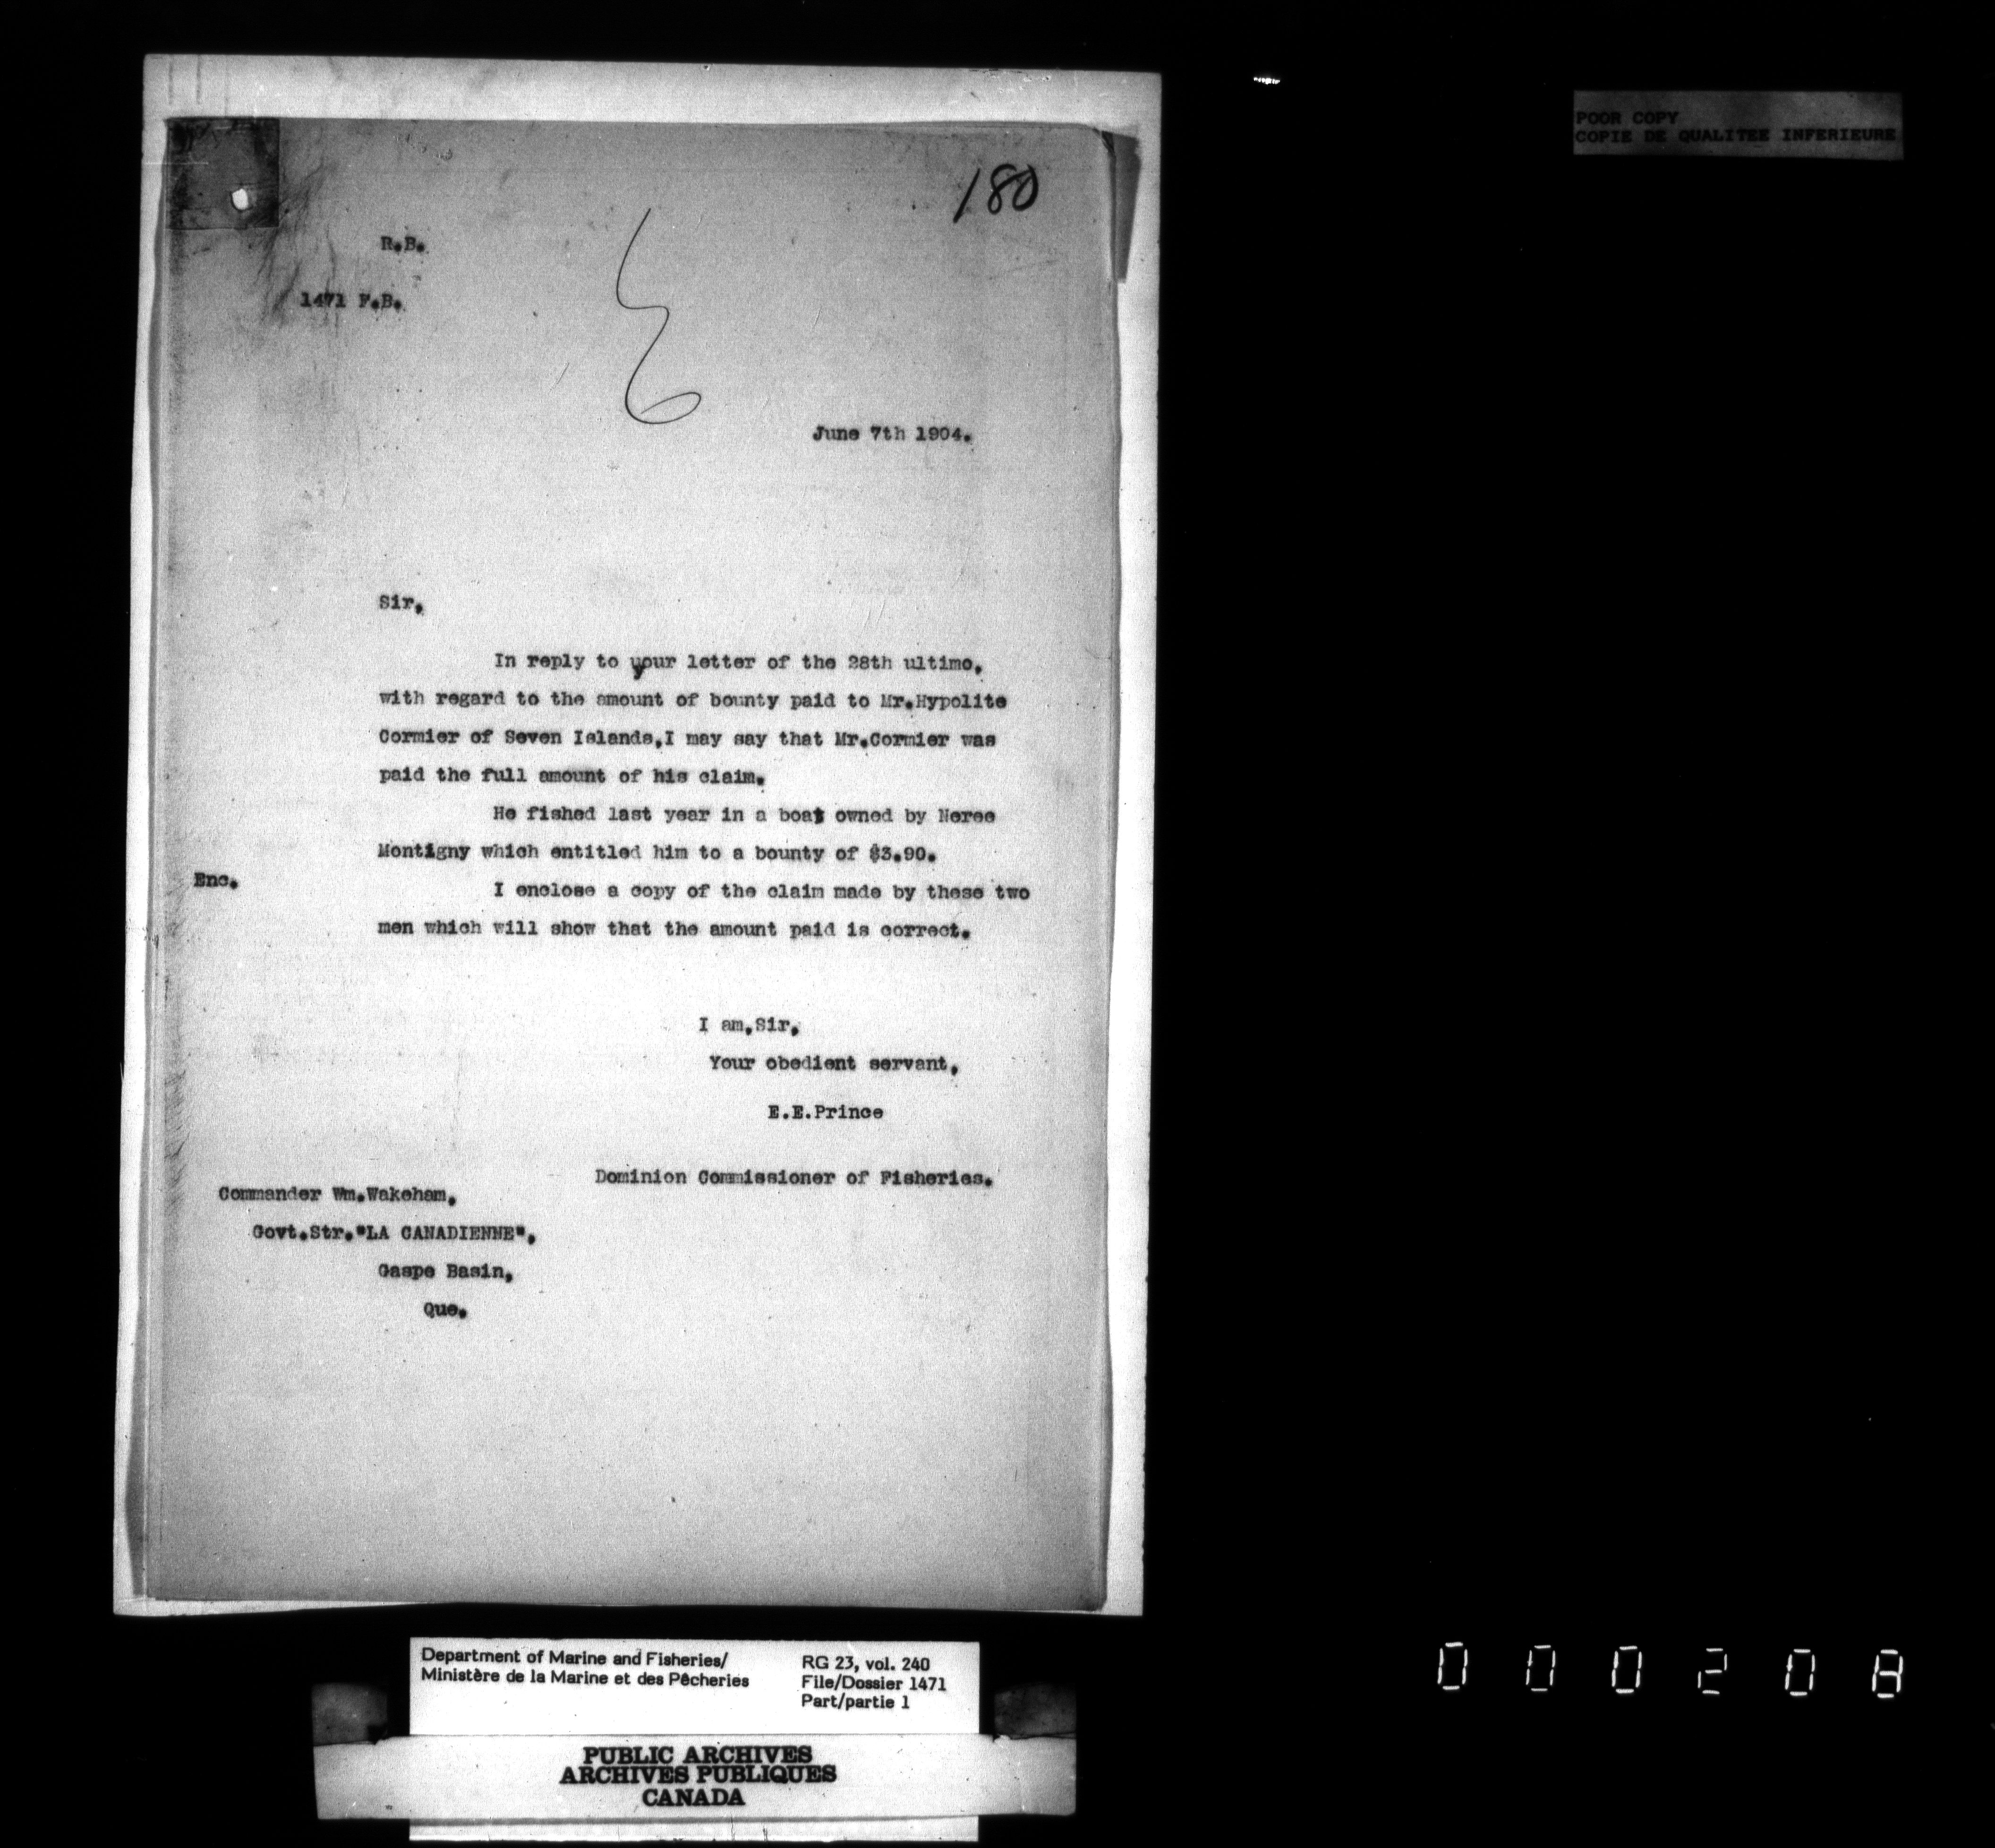 POOR COPY
COPIE DE QUALITEE INFERIEURE
180
R.B.
1471 F.B.
June 7th 1904.
Sir,
In reply to your letter of the 28th ultimo,
with regard to the amount of bounty paid to Mr.Hypolite
Cormier of Seven Islands,I may say that Mr.Cormier was
paid the full amount of his claim.
He fished last year in a boat owned by Neree
Montigny which entitled him to a bounty of $3.90.
Enc.
I enclose a copy of the claim made by these two
men which will show that the amount paid is correct.
I am,Sir,
Your obedient servant,
E.E.Prince
Dominion Commissioner of Fisheries.
Commander Wm.Wakeham,
Govt.Str."LA CANADIENNE",
Gaspe Basin,
Que.
Department of Marine and Fisheries/
Ministère de la Marine et des Pêcheries
RG 23, vol. 240
File/Dossier 1471
Part/partie 1
PUBLIC ARCHIVES
ARCHIVES PUBLIQUES
CANADA
000208